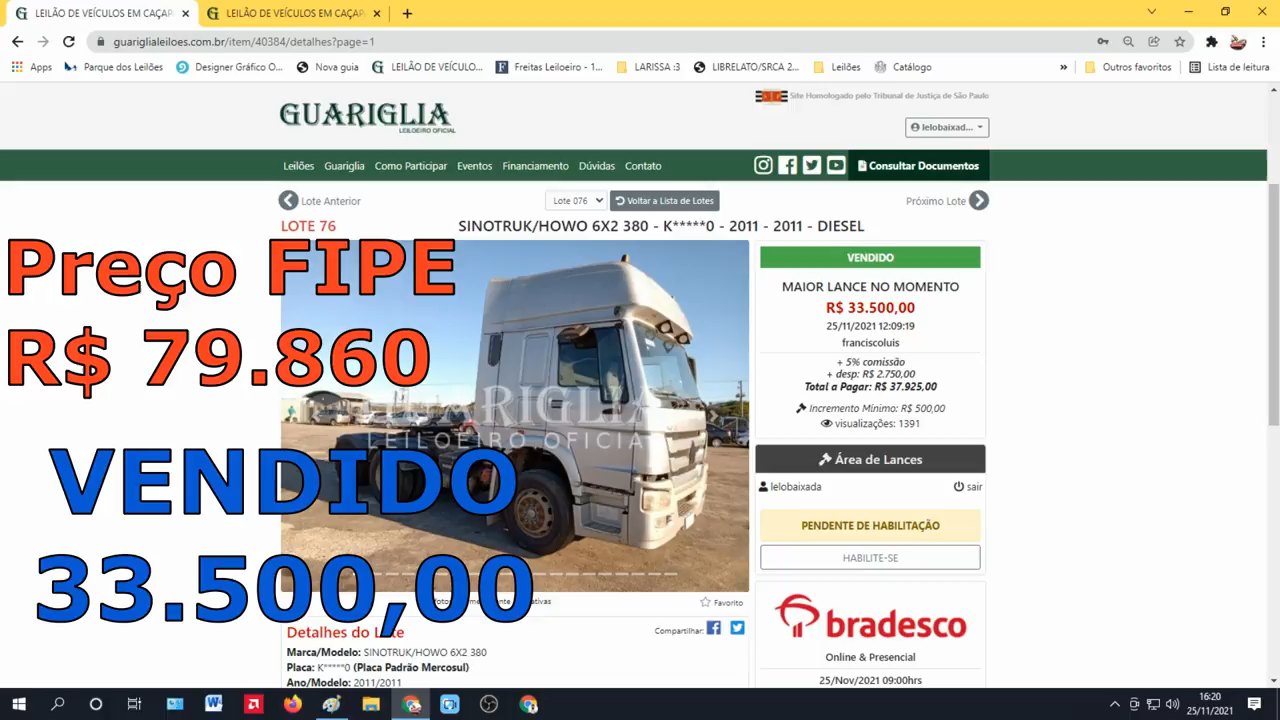 LEILÃO DE VEÍCULOS EM CAÇAP
LEILÃO DE VEÍCULOS EM CAÇAP
guariglialeiloes.com.br/item/40384/detalhes?page=1
Apps
Parque dos Leilões
Designer Gráfico O...
Nova guia
LEILÃO DE VEÍCULO...
Freitas Leiloeiro - 1...
LARISSA :3
LIBRELATO/SRCA 2...
Leilões
Catálogo
»
Outros favoritos
Lista de leitura
GUARIGLIA
LEILOEIRO OFICIAL
Site Homologado pelo Tribunal de Justiça de São Paulo
lelobaixad...
Leilões Guariglia Como Participar Eventos Financiamento Dúvidas Contato
Consultar Documentos
Lote Anterior
Lote 076
Voltar a Lista de Lotes
Próximo Lote
LOTE 76
SINOTRUK/HOWO 6X2 380 - K*****0 - 2011 - 2011 - DIESEL
Preço FIPE
R$ 79.860
VENDIDO
33.500,00
GUARIGLIA
LEILOEIRO OFICIAL
Favorito
Detalhes do Lote
Compartilhar:
Marca/Modelo: SINOTRUK/HOWO 6X2 380
Placa: K*****0 (Placa Padrão Mercosul)
Ano/Modelo: 2011/2011
VENDIDO
MAIOR LANCE NO MOMENTO
R$ 33.500,00
25/11/2021 12:09:19
franciscoluis
+ 5% comissão
+ desp: R$ 2.750,00
Total a Pagar: R$ 37.925,00
Incremento Mínimo: R$ 500,00
visualizações: 1391
Área de Lances
lelobaixada
sair
PENDENTE DE HABILITAÇÃO
HABILITE-SE
bradesco
Online & Presencial
25/Nov/2021 09:00hrs
16:20
25/11/2021